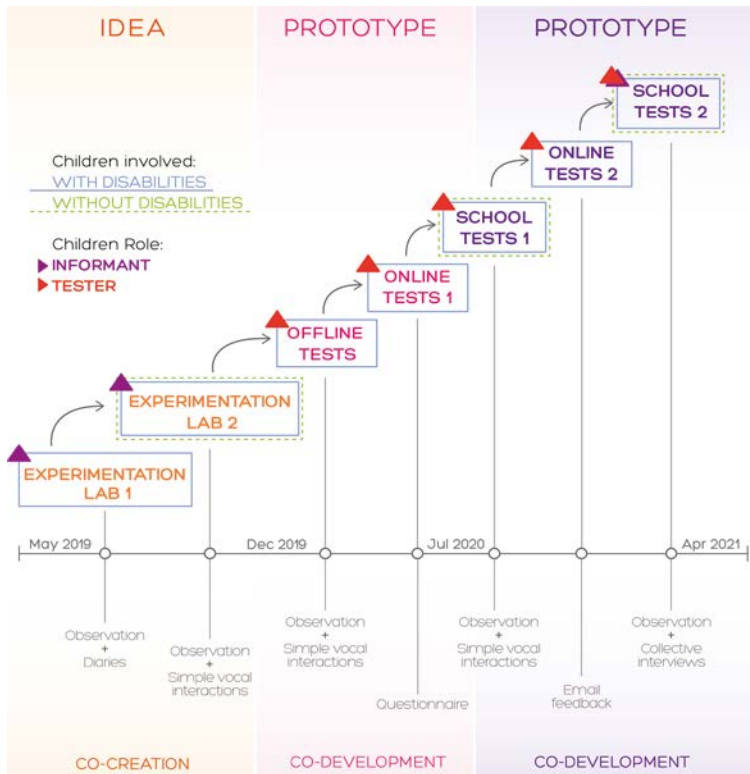 IDEA
PROTOTYPE
PROTOTYPE
SCHOOL
TESTS 2
ONLINE
TESTS 2
Children involved:
WITH DISABILITIES
WITHOUT DISABILITIES
SCHOOL
TESTS 1
Children Role:
INFORMANT
TESTER
ONLINE
TESTS 1
OFFLINE
TESTS
EXPERIMENTATION
LAB 2
EXPERIMENTATION
LAB 1
May 2019
Dec 2019
Jul 2020
Apr 2021
Observation
+
Diaries
Observation
+
Simple vocal
interactions
Observation
+
Simple vocal
interactions
Questionnaire
Observation
+
Simple vocal
interactions
Email
feedback
Observation
+
Collective
interviews
CO-CREATION
CO-DEVELOPMENT
CO-DEVELOPMENT